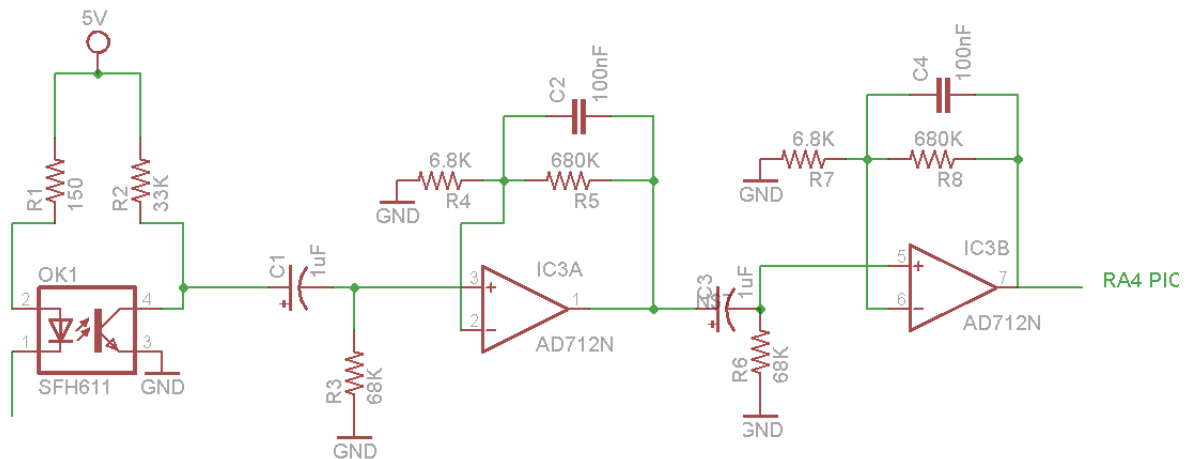 5V
R1
150
R2
33K
OK1
2
1
4
3
SFH611
GND
C1
1uF
R3
68K
GND
GND
6.8K
R4
C2
100nF
680K
R5
3
2
1
+
−
IC3A
AD712N
C3
1uF
R6
68K
GND
GND
6.8K
R7
C4
100nF
680K
R8
5
6
7
+
−
IC3B
AD712N
RA4 PIC